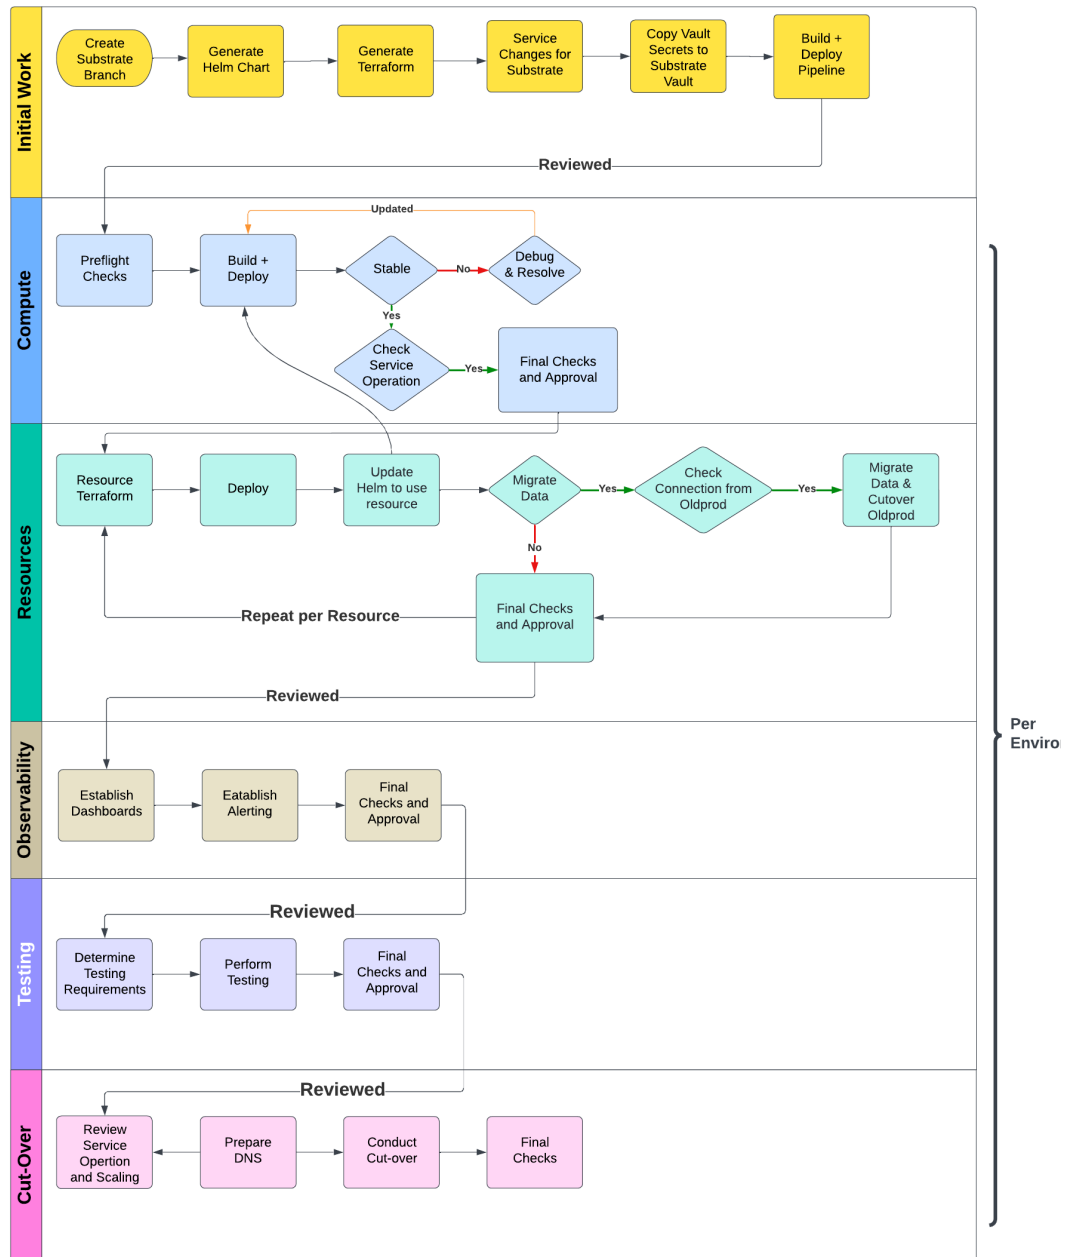 Initial Work
Create
Substrate
Branch
Generate
Helm Chart
Generate
Terraform
Service
Changes for
Substrate
Copy Vault
Secrets to
Substrate
Vault
Build +
Deploy
Pipeline
Reviewed
Compute
Updated
Preflight
Checks
Build +
Deploy
Stable
No
Debug
& Resolve
Yes
Check
Service
Operation
Yes
Final Checks
and Approval
Resources
Resource
Terraform
Deploy
Update
Helm to use
resource
Migrate
Data
Yes
Check
Connection from
Oldprod
Yes
Migrate
Data &
Cutover
Oldprod
No
Final Checks
and Approval
Repeat per Resource
Reviewed
Per
Enviro
Observability
Establish
Dashboards
Eatablish
Alerting
Final
Checks and
Approval
Reviewed
Testing
Determine
Testing
Requirements
Perform
Testing
Final
Checks and
Approval
Reviewed
Cut-Over
Review
Service
Opertion
and Scaling
Prepare
DNS
Conduct
Cut-over
Final
Checks